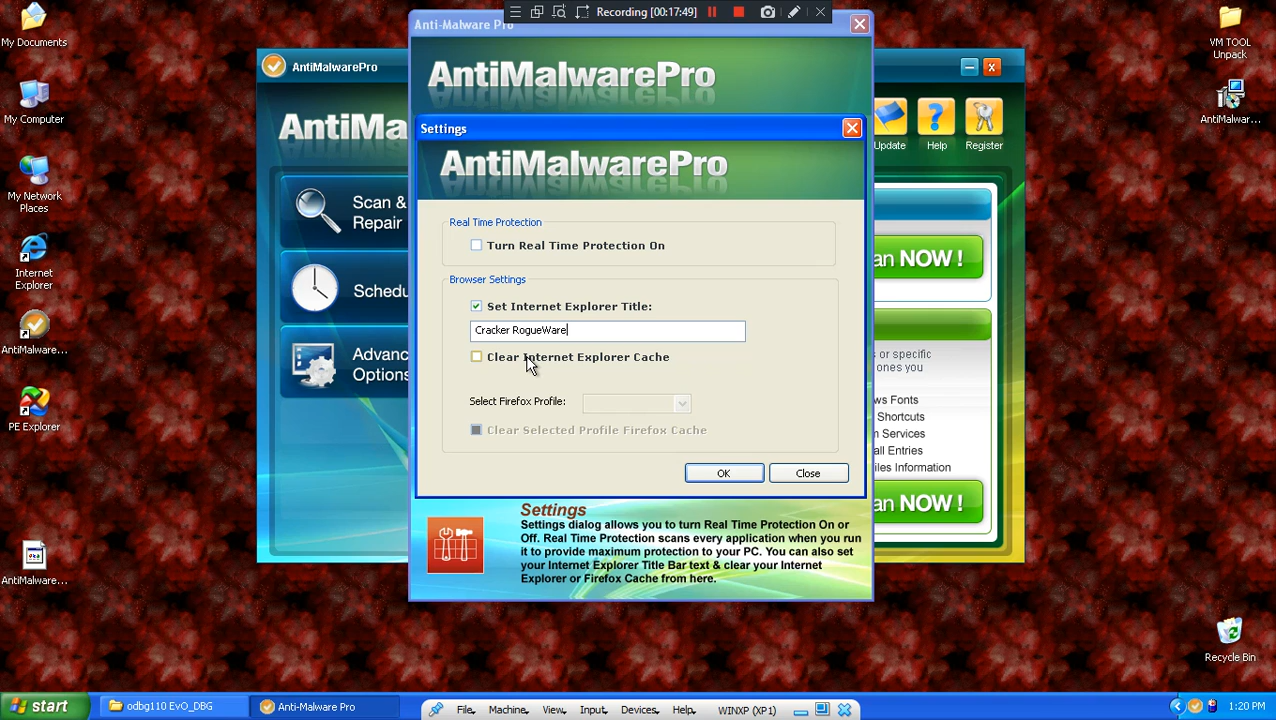 My Documents
My Computer
My Network
Places
Internet
Explorer
AntiMalware...
PE Explorer
AntiMalware...
Anti-Malware Pro
Recording [00:17:49]
AntiMalwarePro
AntiMa
AntiMalwarePro
Settings
AntiMalwarePro
Update
Help
Register
VM TOOL
Unpack
AntiMalwar...
Scan &
Repair
Schedu
Advanc
Options
Real Time Protection
Turn Real Time Protection On
Browser Settings
Set Internet Explorer Title:
Cracker RogueWare
Clear Internet Explorer Cache
Select Firefox Profile:
Clear Selected Profile Firefox Cache
OK
Close
an NOW !
s or specific
ones you
ws Fonts
Shortcuts
m Services
all Entries
iles Information
an NOW !
Settings
Settings dialog allows you to turn Real Time Protection On or
Off. Real Time Protection scans every application when you run
it to provide maximum protection to your PC. You can also set
your Internet Explorer Title Bar text & clear your Internet
Explorer or Firefox Cache from here.
Recycle Bin
start
odbg110 EvO_DBG
Anti-Malware Pro
File
Machine
View
Input
Devices
Help
WINXP (XP1)
1:20 PM